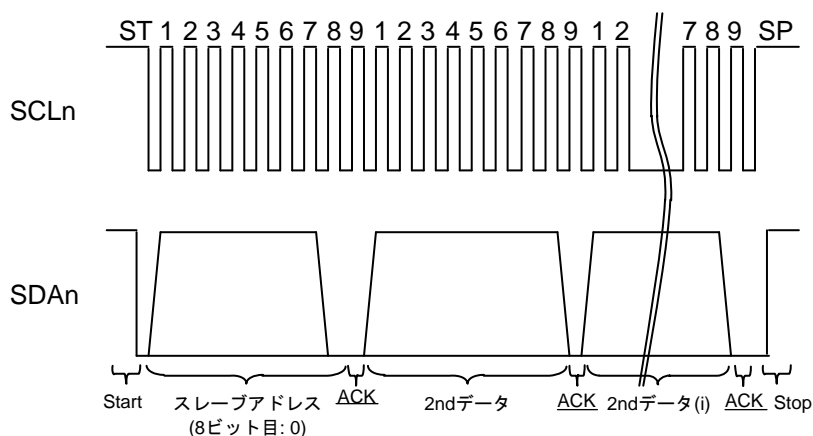 ST 1 2 3 4 5 6 7 8 9 1 2 3 4 5 6 7 8 9 1 2 7 8 9 SP
SCLn
SDAn
Start スレーブアドレス ACK 2ndデータ ACK 2ndデータ(i) ACK Stop
(8ビット目: 0)